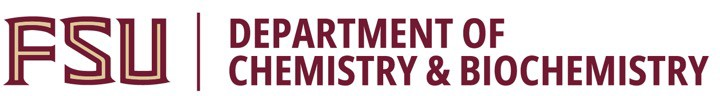 FSU
DEPARTMENT OF
CHEMISTRY & BIOCHEMISTRY